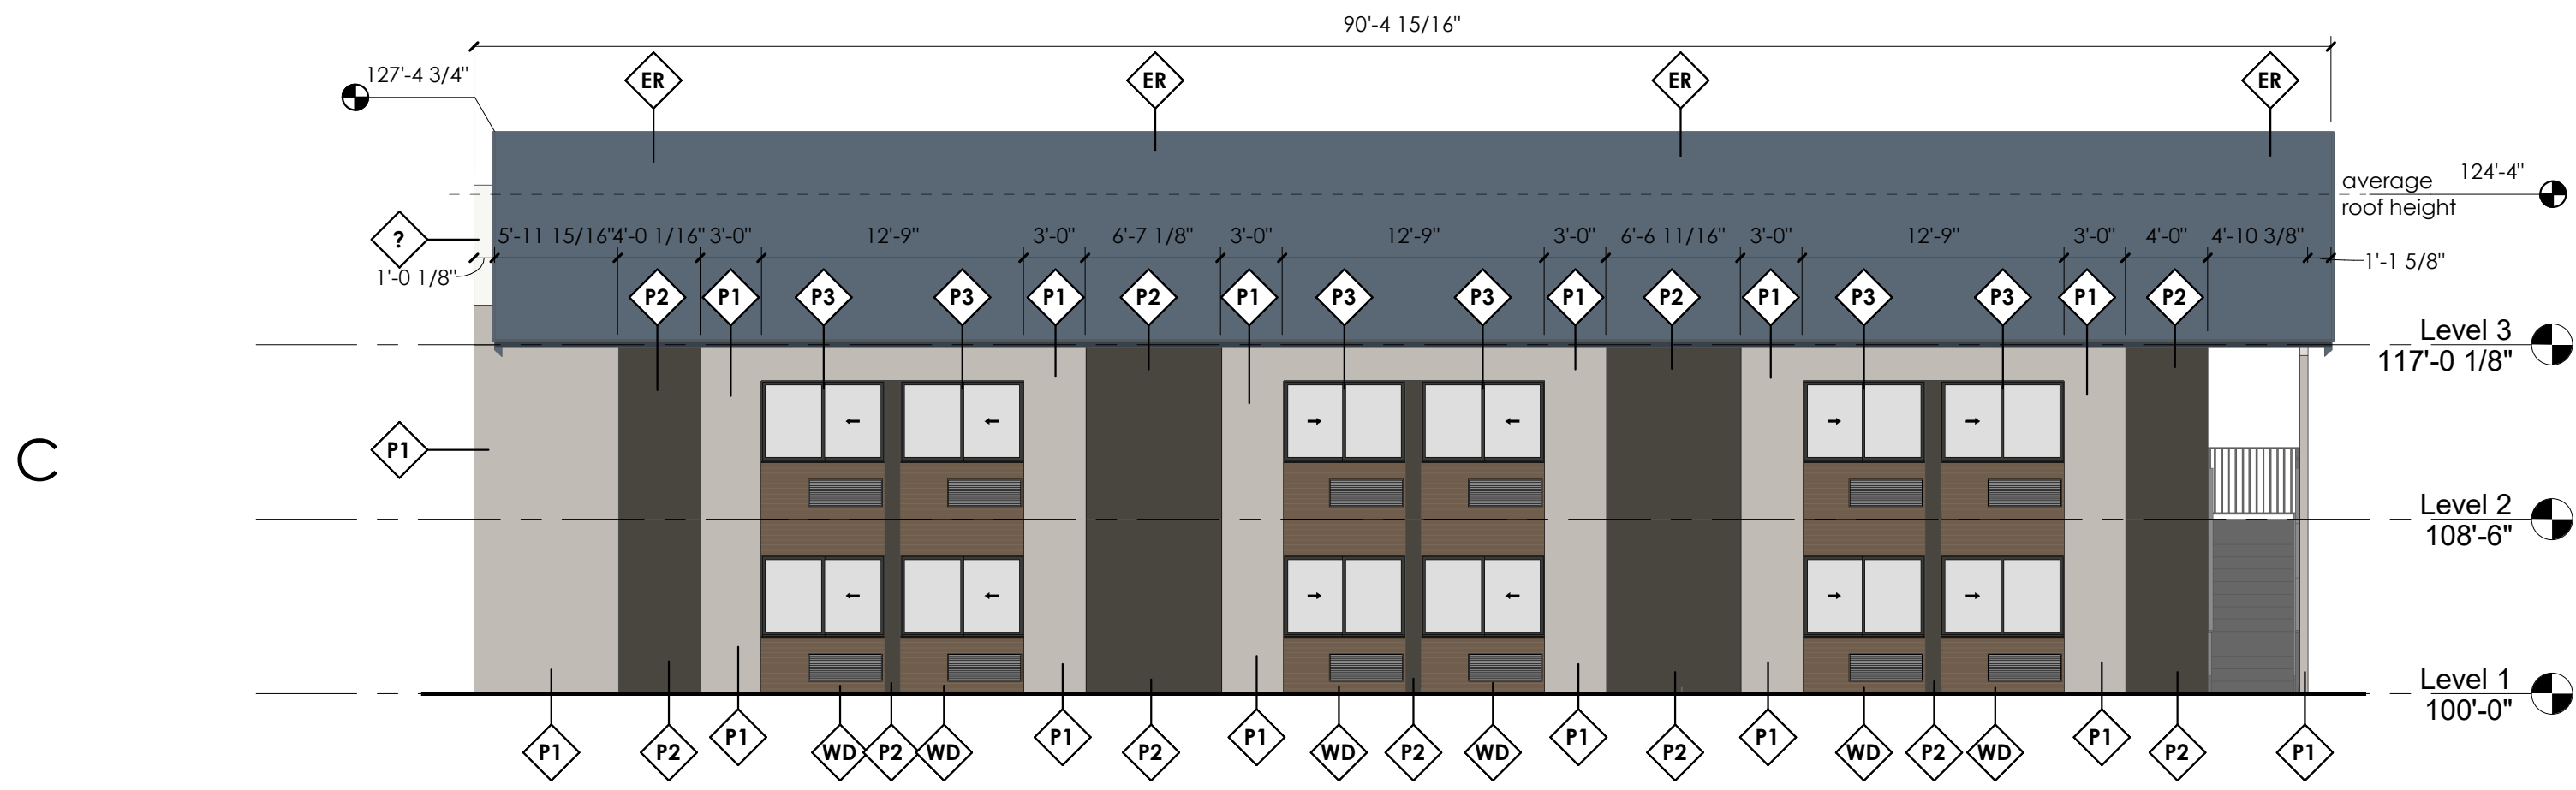 90'-4 15/16"
127'-4 3/4"
ER ER ER ER
average 124'-4"
roof height
?
5'-11 15/16" 4'-0 1/16" 3'-0" 12'-9" 3'-0" 6'-7 1/8" 3'-0" 12'-9" 3'-0" 6'-6 11/16" 3'-0" 12'-9" 3'-0" 4'-0" 4'-10 3/8"
1'-0 1/8" 1'-1 5/8"
P2 P1 P3 P3 P1 P2 P1 P3 P3 P1 P2 P1 P3 P3 P1 P2
Level 3
117'-0 1/8"
C
P1
Level 2
108'-6"
Level 1
100'-0"
P1 P2 P1 WD P2 WD P1 P2 P1 WD P2 WD P1 P2 P1 WD P2 WD P1 P2 P1